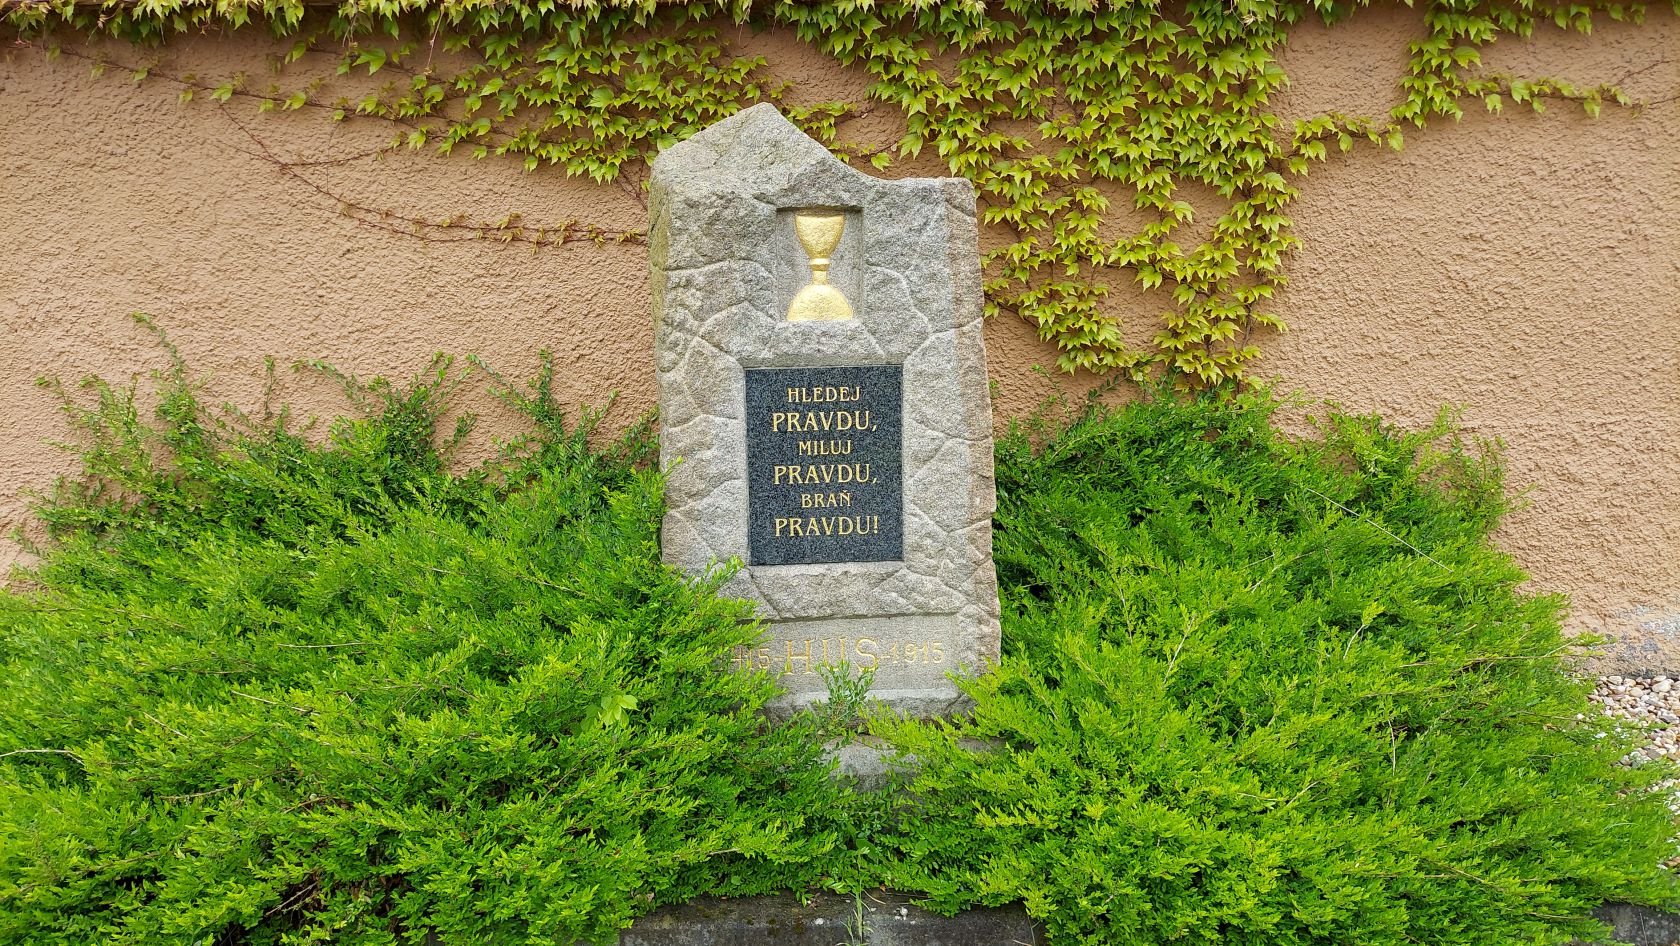 HLEDEJ
PRAVDU,
MILUJ
PRAVDU,
BRAŇ
PRAVDU!
HUS-1915